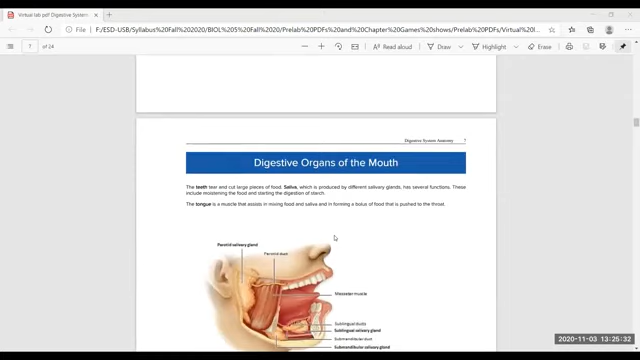 Virtual lab pdf Digestive System
File
F:/ESD-USB/Syllabus%20Fall%202020/BIOL%205%20Fall%2020/Prelab%20PDFs%20and%20Chapter%20Games%20shows/Prelab%20PDFs/Virtual%20l...
7 of 24
Read aloud
Draw
Highlight
Erase
Digestive System Anatomy 7
Digestive Organs of the Mouth
The teeth tear and cut large pieces of food. Saliva, which is produced by different salivary glands, has several functions. These
include moistening the food and starting the digestion of starch.
The tongue is a muscle that assists in mixing food and saliva and in forming a bolus of food that is pushed to the throat.
Parotid salivary gland
Parotid duct
Masseter muscle
Sublingual ducts
Sublingual salivary gland
Submandibular duct
Submandibular salivary gland
2020-11-03 13:25:32